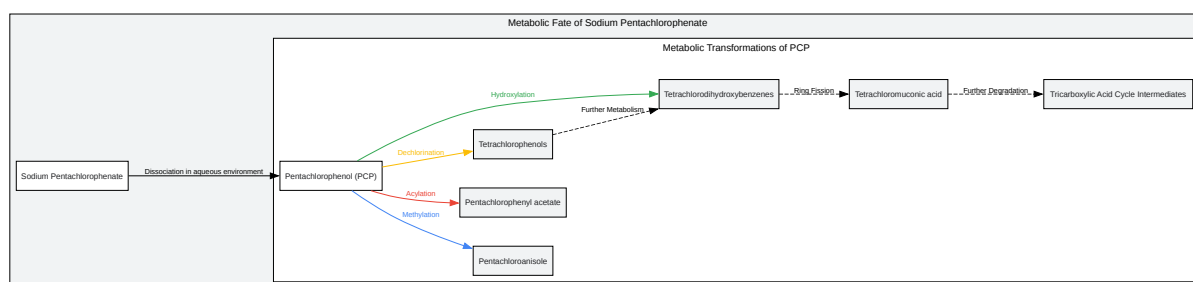 Metabolic Fate of Sodium Pentachlorophenate
Metabolic Transformations of PCP
Hydroxylation
Tetrachlorodihydroxybenzenes
Ring Fission
Tetrachloromuconic acid
Further Degradation
Tricarboxylic Acid Cycle Intermediates
Further Metabolism
Tetrachlorophenols
Dechlorination
Sodium Pentachlorophenate
Dissociation in aqueous environment
Pentachlorophenol (PCP)
Acylation
Pentachlorophenyl acetate
Methylation
Pentachloroanisole